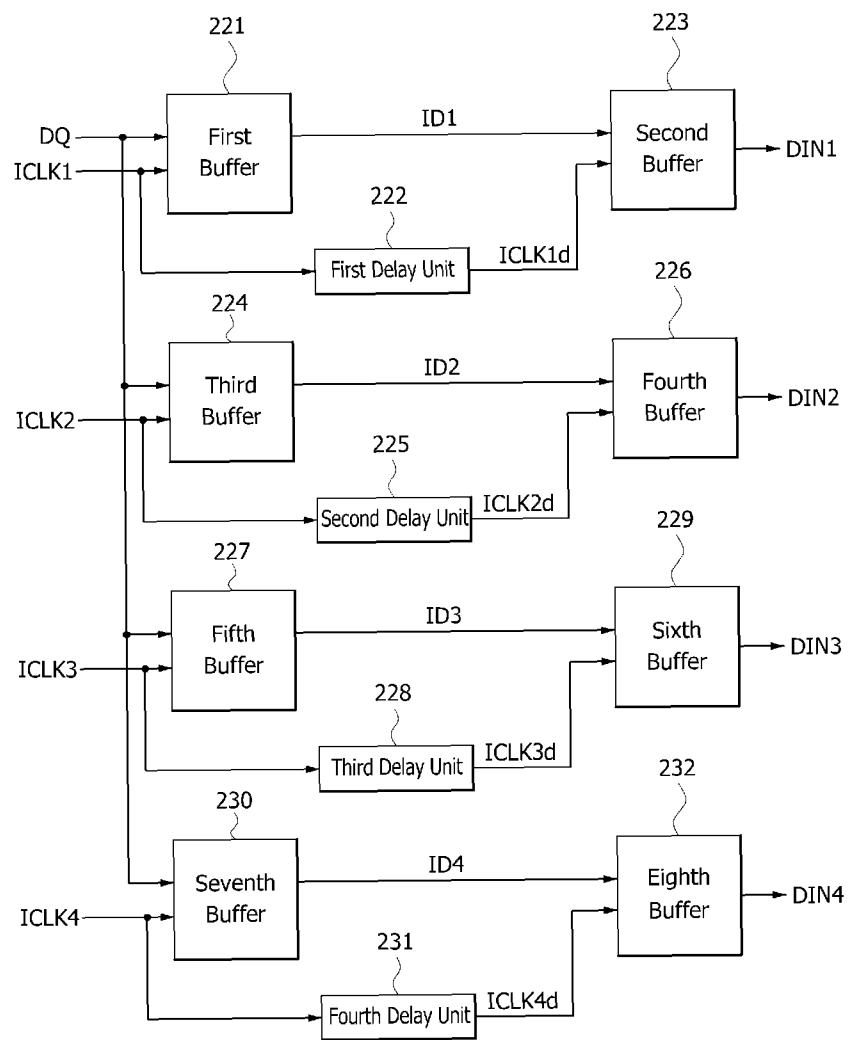 221
223
DQ
First
Buffer
ID1
Second
Buffer
DIN1
ICLK1
222
ICLK1d
First Delay Unit
224
226
Third
Buffer
ID2
Fourth
Buffer
DIN2
ICLK2
225
ICLK2d
Second Delay Unit
227
229
Fifth
Buffer
ID3
Sixth
Buffer
DIN3
ICLK3
228
ICLK3d
Third Delay Unit
230
232
Seventh
Buffer
ID4
Eighth
Buffer
DIN4
ICLK4
231
ICLK4d
Fourth Delay Unit